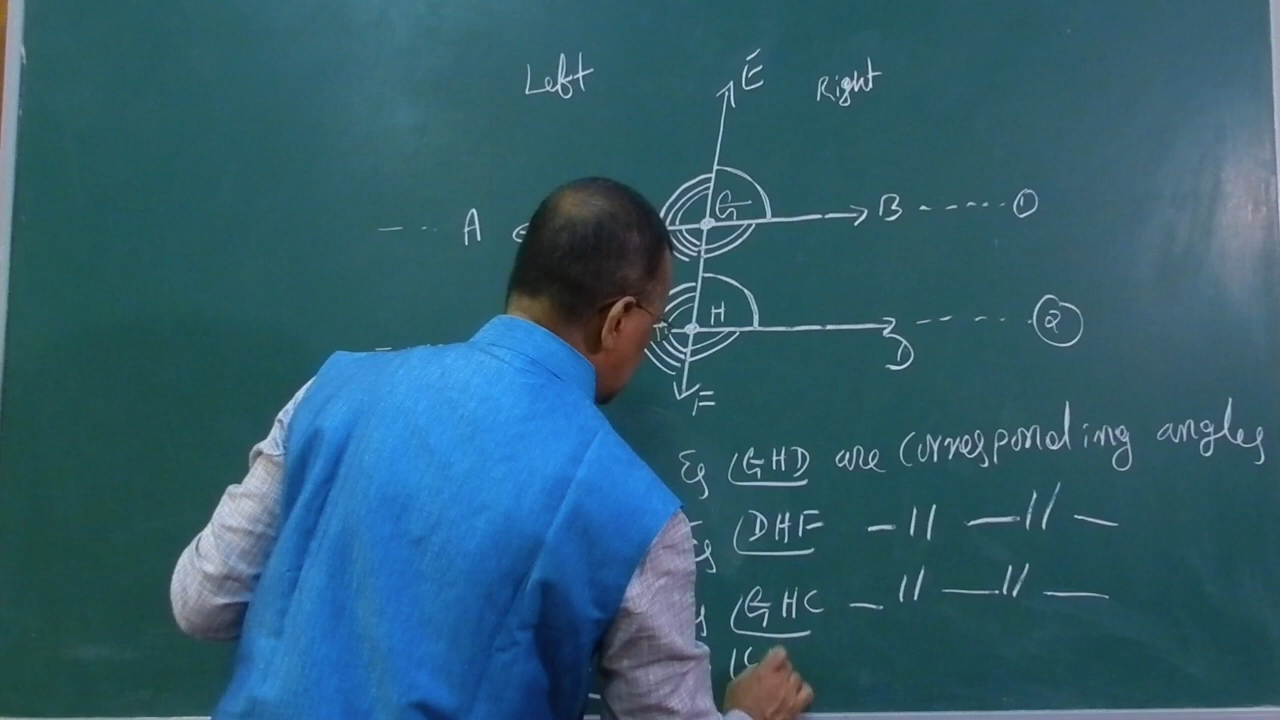 Left Right
E
A G B ------ ①
H D ------ ②
F
& ∠GHD are corresponding angles
& ∠DHF —〃—〃—
& ∠GHC —〃—〃—
∠C